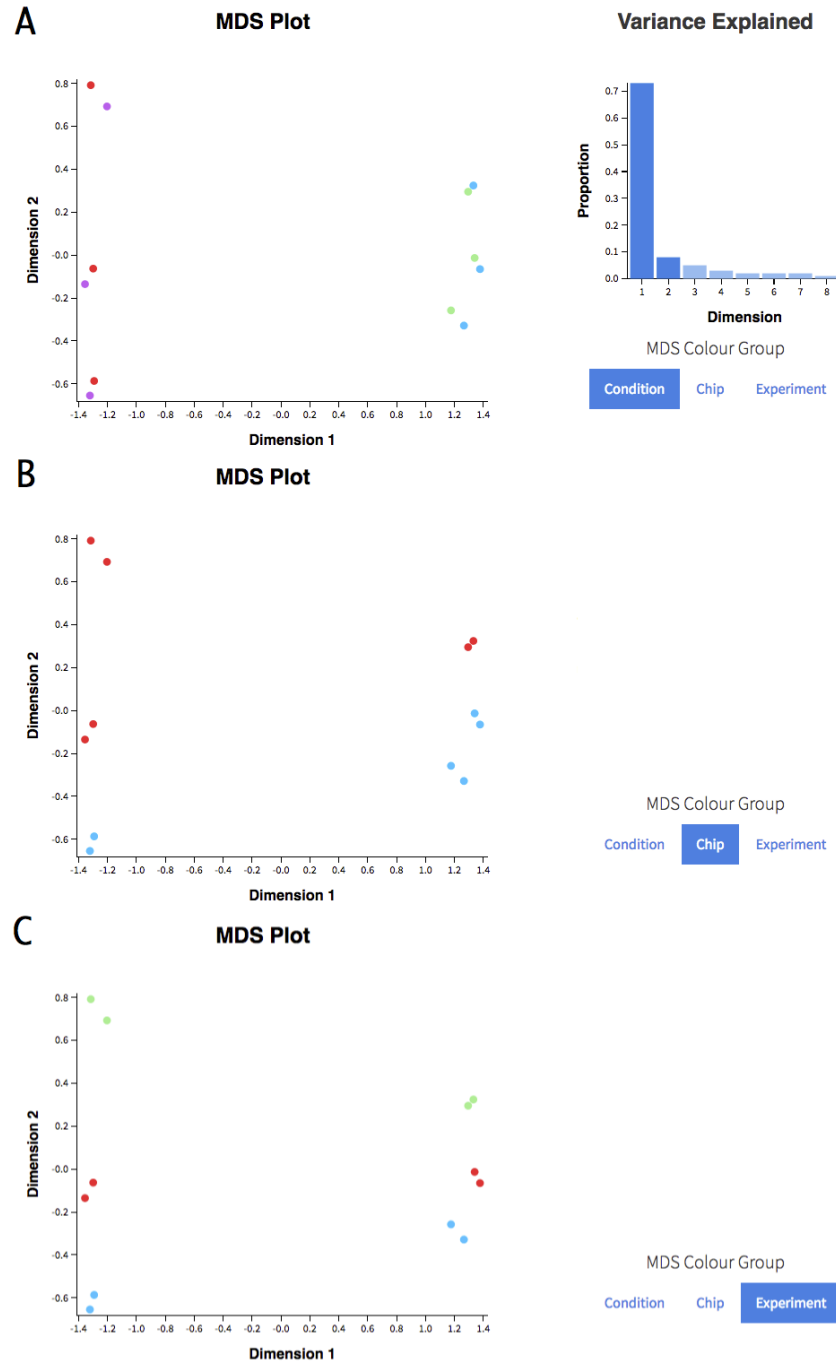 A
MDS Plot
Variance Explained
0.8
0.6
0.4
0.2
-0.0
-0.2
-0.4
-0.6
Dimension 2
-1.4 -1.2 -1.0 -0.8 -0.6 -0.4 -0.2 -0.0 0.2 0.4 0.6 0.8 1.0 1.2 1.4
Dimension 1
0.7
0.6
0.5
0.4
0.3
0.2
0.1
0.0
Proportion
1 2 3 4 5 6 7 8
Dimension
MDS Colour Group
Condition Chip Experiment
B
MDS Plot
0.8
0.6
0.4
0.2
-0.0
-0.2
-0.4
-0.6
Dimension 2
-1.4 -1.2 -1.0 -0.8 -0.6 -0.4 -0.2 -0.0 0.2 0.4 0.6 0.8 1.0 1.2 1.4
Dimension 1
MDS Colour Group
Condition Chip Experiment
C
MDS Plot
0.8
0.6
0.4
0.2
-0.0
-0.2
-0.4
-0.6
Dimension 2
-1.4 -1.2 -1.0 -0.8 -0.6 -0.4 -0.2 -0.0 0.2 0.4 0.6 0.8 1.0 1.2 1.4
Dimension 1
MDS Colour Group
Condition Chip Experiment